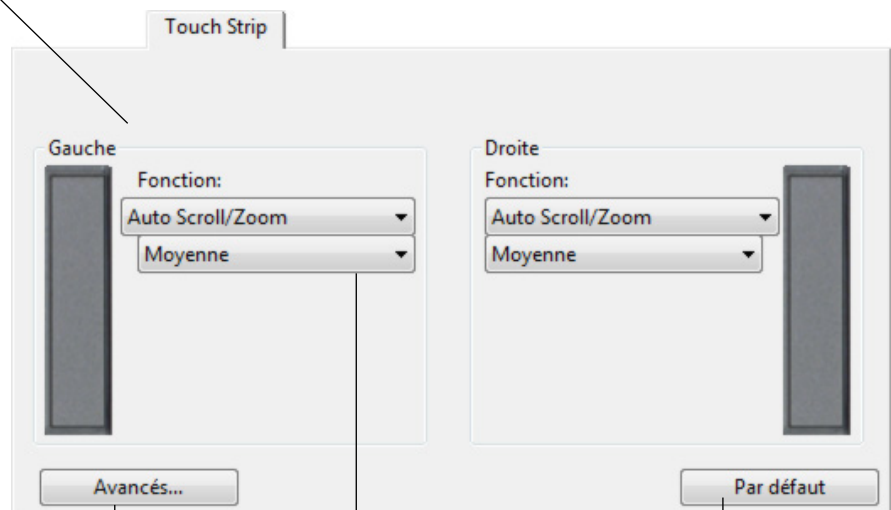 Touch Strip
Gauche
Fonction:
Auto Scroll/Zoom
Moyenne
Droite
Fonction:
Auto Scroll/Zoom
Moyenne
Avancés...
Par défaut